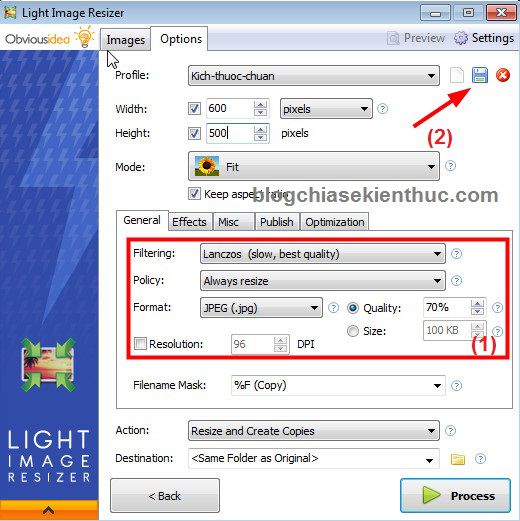 Light Image Resizer
Obviousidea
Images Options Preview Settings
Profile: Kich-thuoc-chuan
Width: 600 pixels
(2)
Height: 500 pixels
Mode: Fit
Keep aspect ratio
blogchiasekienthuc.com
General Effects Misc Publish Optimization
Filtering: Lanczos (slow, best quality)
Policy: Always resize
Format: JPEG (.jpg) Quality: 70%
Size: 100 KB
Resolution: 96 DPI
(1)
Filename Mask: %F (Copy)
Action: Resize and Create Copies
Destination: <Same Folder as Original>
LIGHT
IMAGE
RESIZER
< Back Process